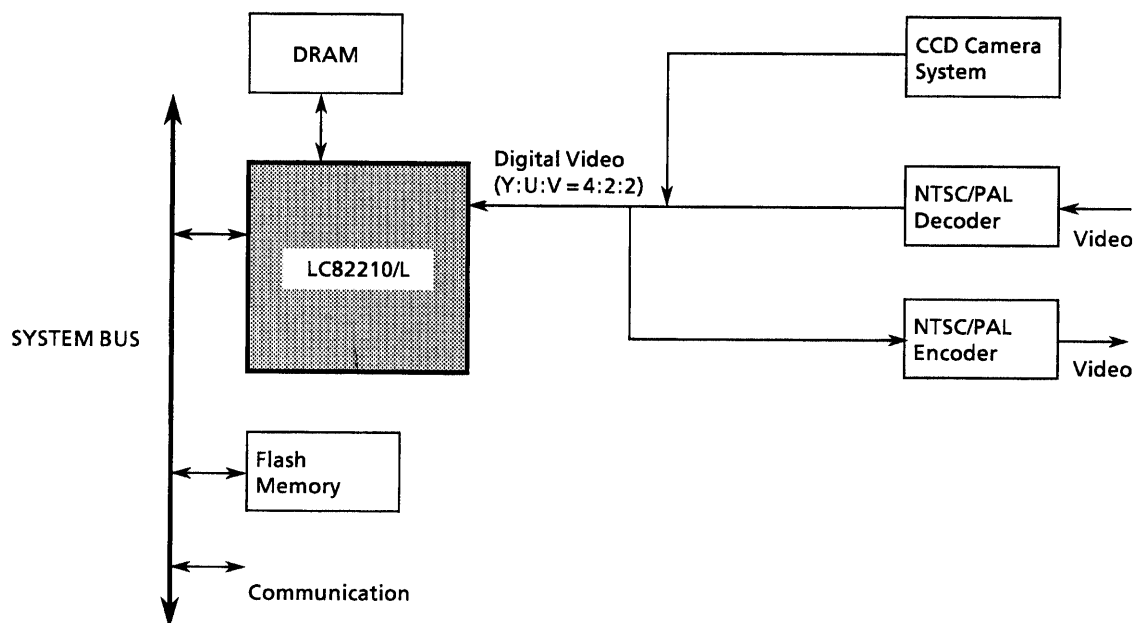 DRAM
CCD Camera
System
Digital Video
(Y:U:V = 4:2:2)
NTSC/PAL
Decoder
Video
LC82210/L
SYSTEM BUS
NTSC/PAL
Encoder
Video
Flash
Memory
Communication